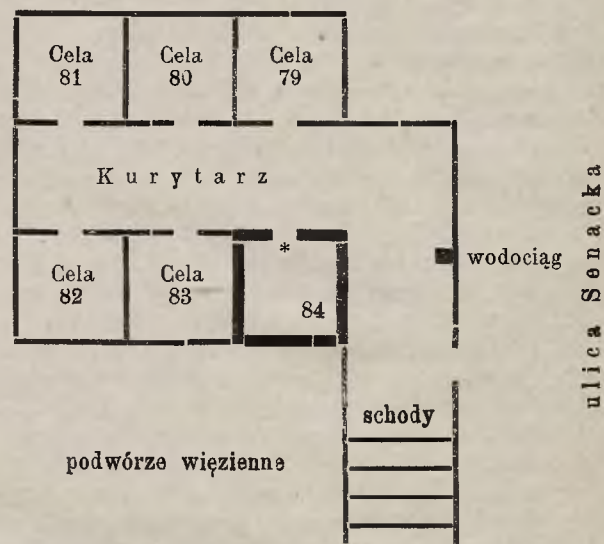 Cela
81
Cela
80
Cela
79
Kurytarz
*
Cela
82
Cela
83
84
wodociąg
ulica Senacka
schody
podwórze więzienne